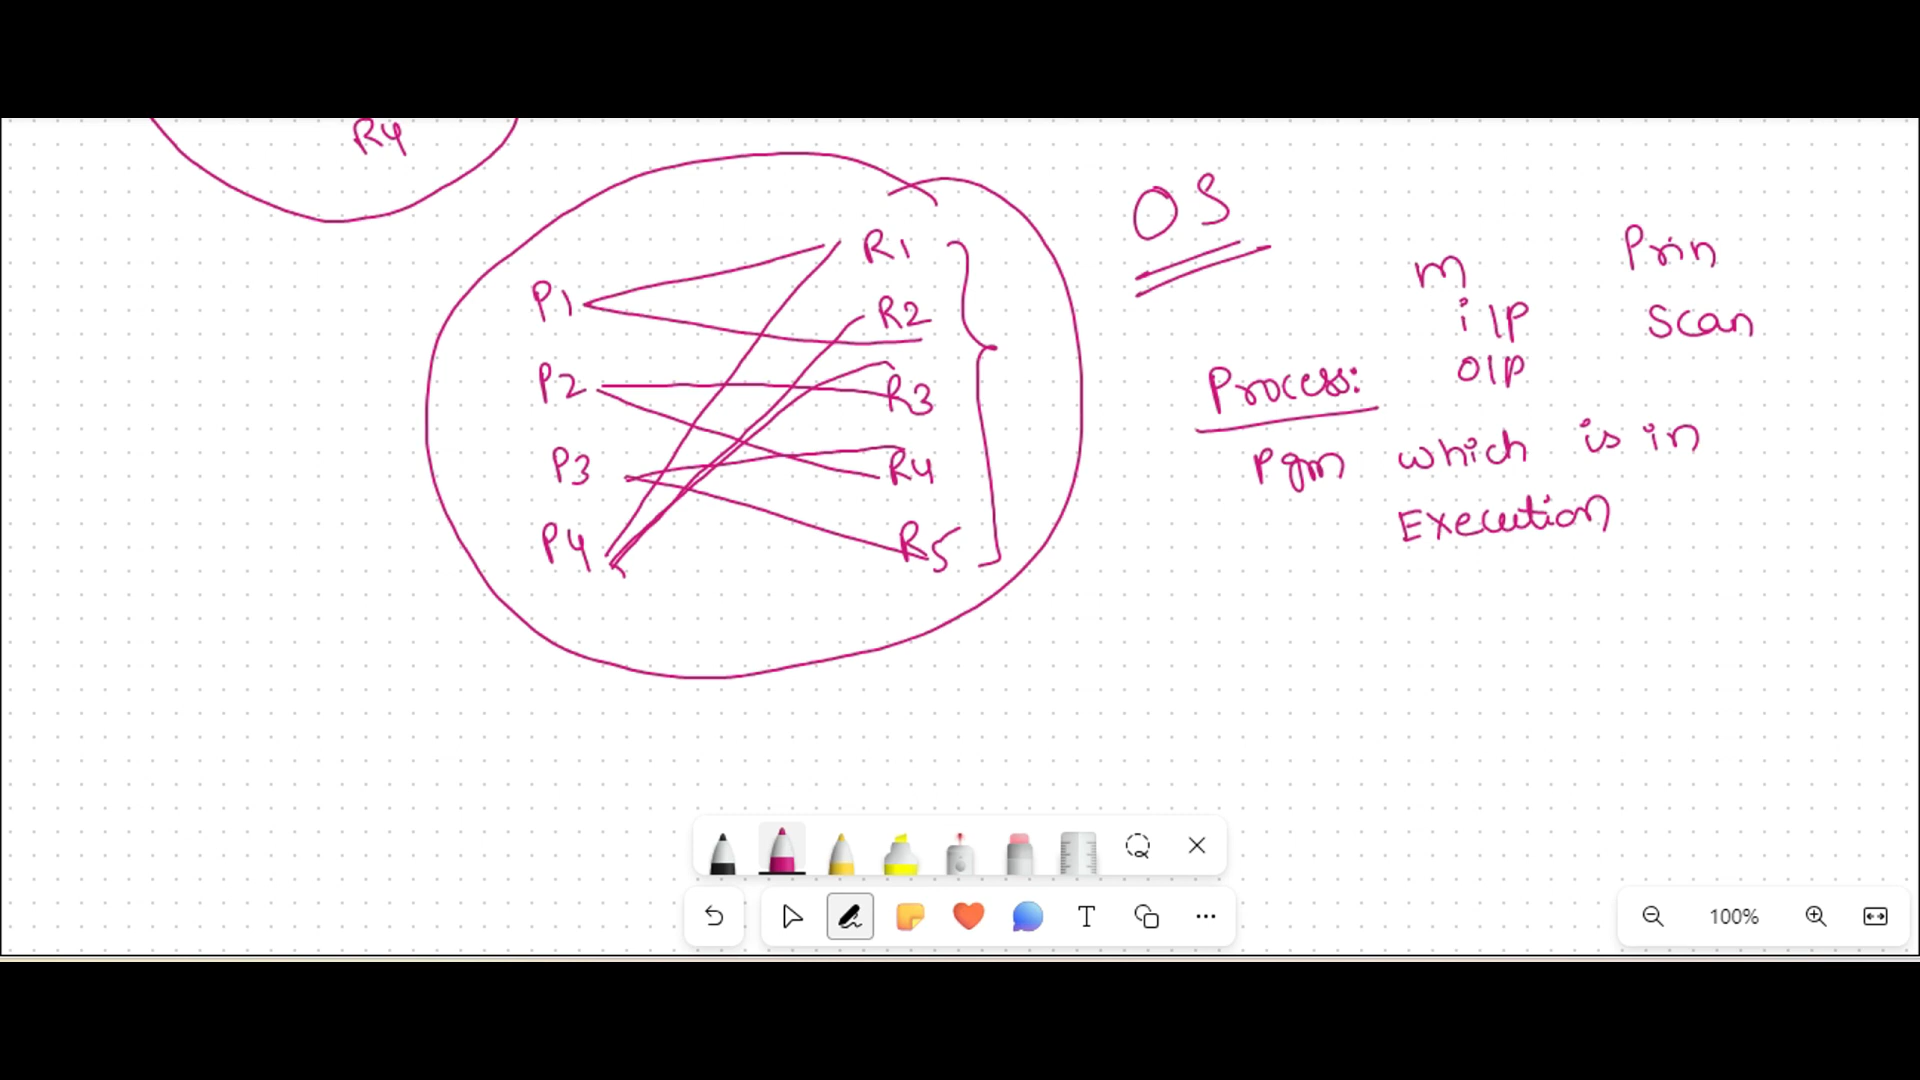 R4
P1
P2
P3
P4
R1
R2
R3
R4
R5
OS
m
i/p
o/p
Prin
Scan
Process:
Pgm which is in
Execution
T
100%